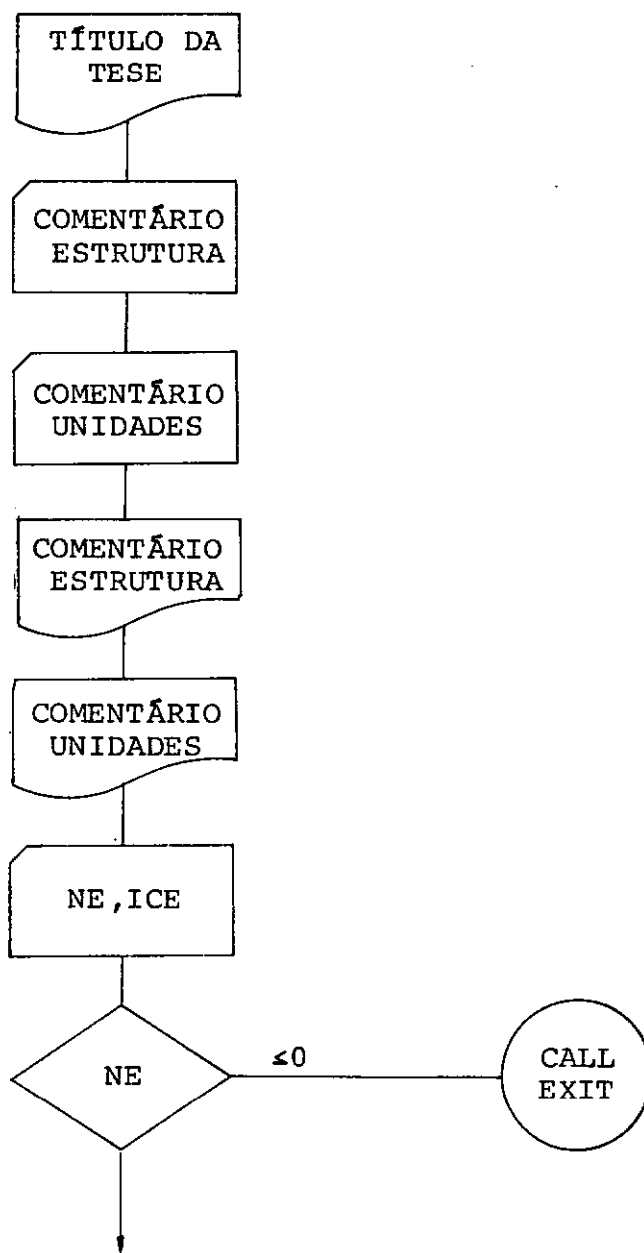 TÍTULO DA
TESE
COMENTÁRIO
ESTRUTURA
COMENTÁRIO
UNIDADES
COMENTÁRIO
ESTRUTURA
COMENTÁRIO
UNIDADES
NE,ICE
NE
≤0
CALL
EXIT